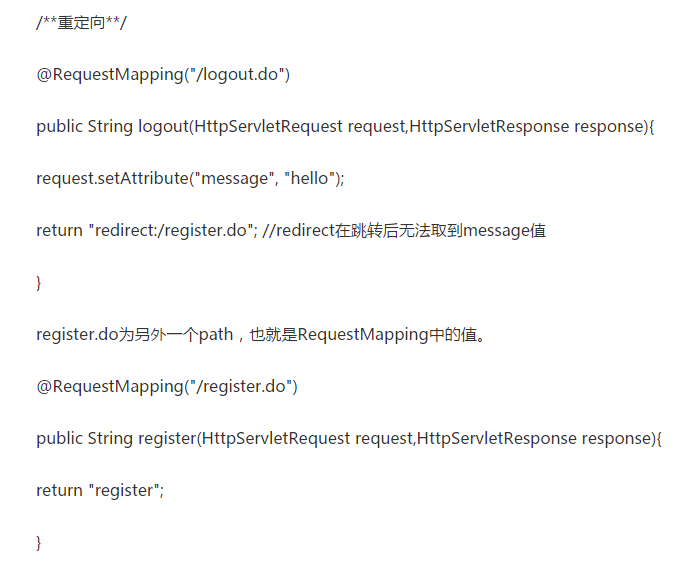 /**重定向**/
@RequestMapping("/logout.do")
public String logout(HttpServletRequest request,HttpServletResponse response){
request.setAttribute("message", "hello");
return "redirect:/register.do"; //redirect在跳转后无法取到message值
}
register.do为另外一个path，也就是RequestMapping中的值。
@RequestMapping("/register.do")
public String register(HttpServletRequest request,HttpServletResponse response){
return "register";
}